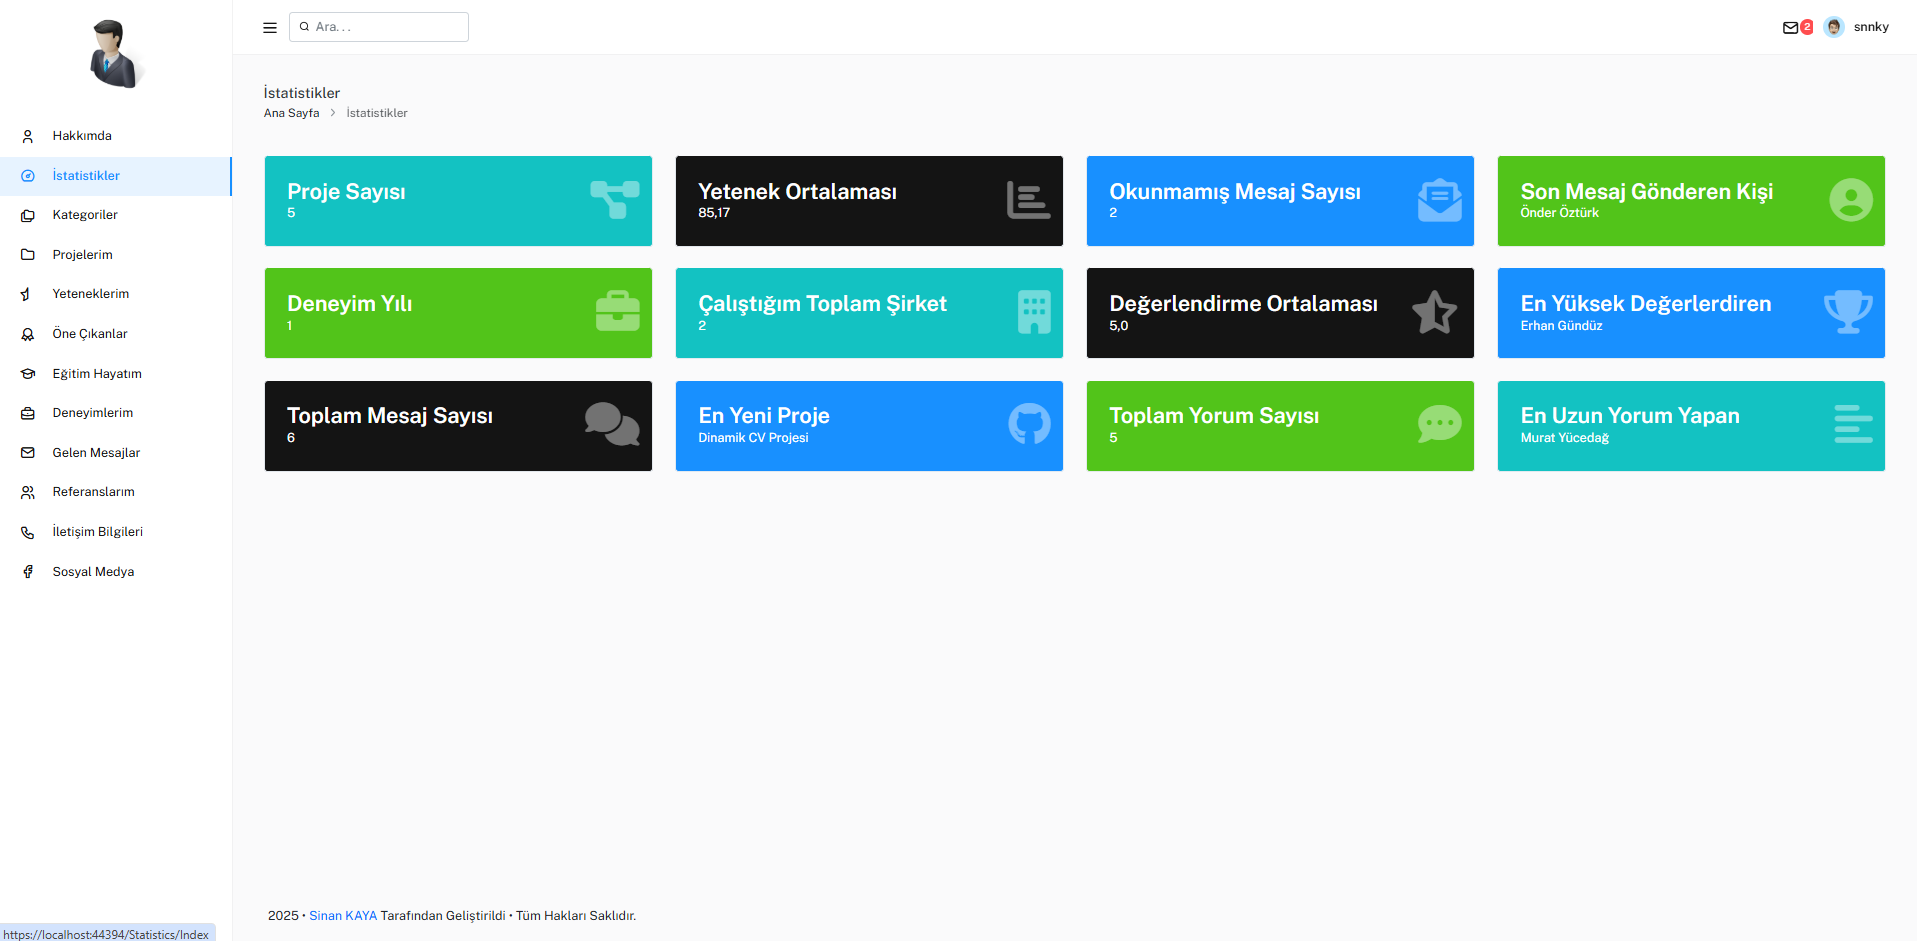 Ara...
2
snnky
Hakkımda
İstatistikler
Kategoriler
Projelerim
Yeteneklerim
Öne Çıkanlar
Eğitim Hayatım
Deneyimlerim
Gelen Mesajlar
Referanslarım
İletişim Bilgileri
Sosyal Medya
İstatistikler
Ana Sayfa > İstatistikler
Proje Sayısı
5
Yetenek Ortalaması
85,17
Okunmamış Mesaj Sayısı
2
Son Mesaj Gönderen Kişi
Önder Öztürk
Deneyim Yılı
1
Çalıştığım Toplam Şirket
2
Değerlendirme Ortalaması
5,0
En Yüksek Değerlerdiren
Erhan Gündüz
Toplam Mesaj Sayısı
6
En Yeni Proje
Dinamik CV Projesi
Toplam Yorum Sayısı
5
En Uzun Yorum Yapan
Murat Yücedağ
2025 • Sinan KAYA Tarafından Geliştirildi • Tüm Hakları Saklıdır.
https://localhost:44394/Statistics/Index